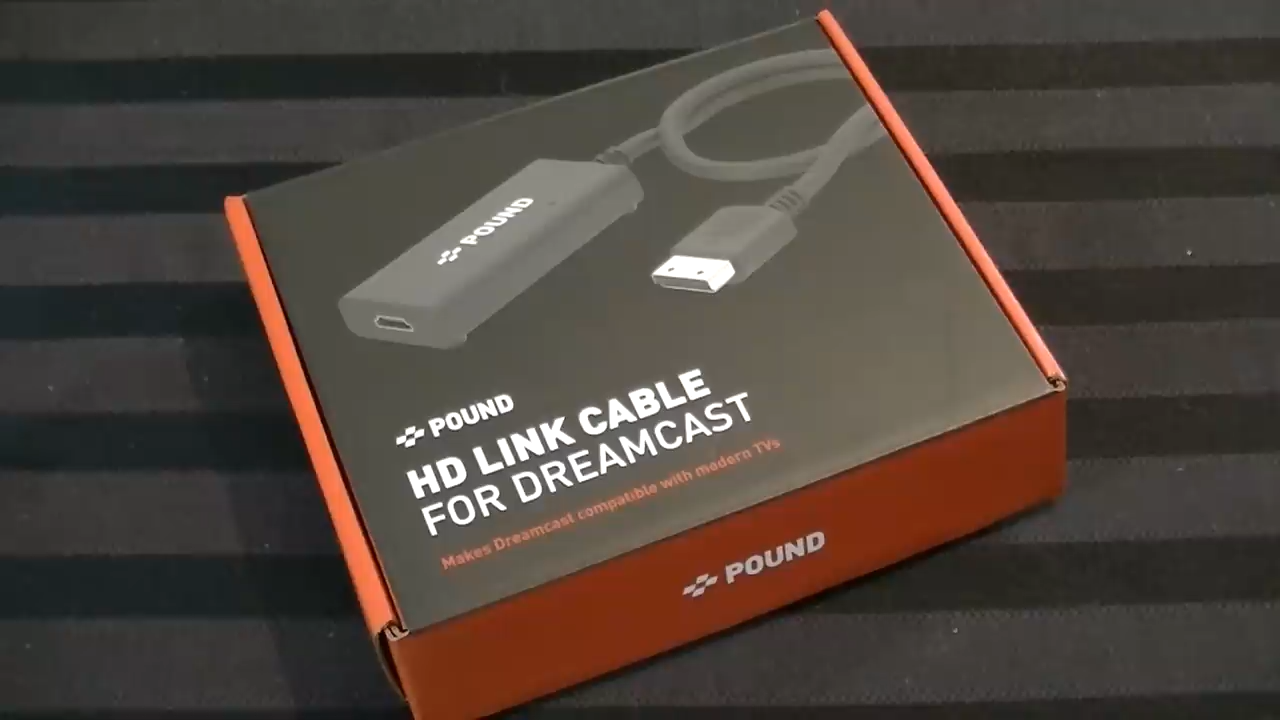 POUND
POUND
HD LINK CABLE
FOR DREAMCAST
Makes Dreamcast compatible with modern TVs
POUND